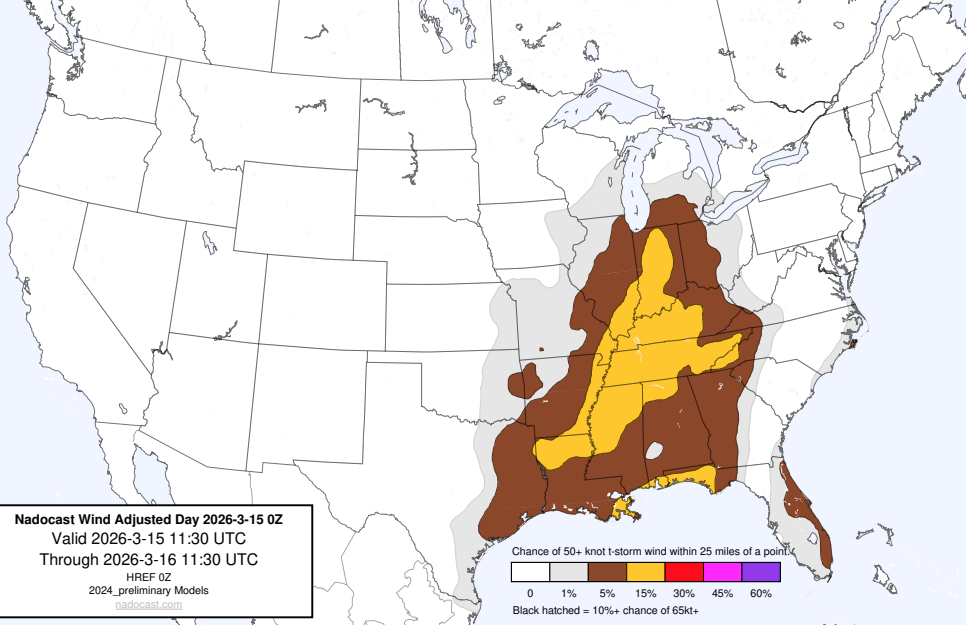 Nadocast Wind Adjusted Day 2026-3-15 0Z
Valid 2026-3-15 11:30 UTC
Through 2026-3-16 11:30 UTC
HREF 0Z
2024_preliminary Models
nadocast.com
Chance of 50+ knot t-storm wind within 25 miles of a point.
0 1% 5% 15% 30% 45% 60%
Black hatched = 10%+ chance of 65kt+